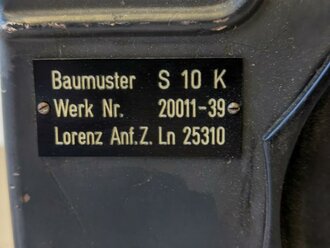 Baumuster S 10 K
Werk Nr. 20011-39
Lorenz Anf.Z. Ln 25310